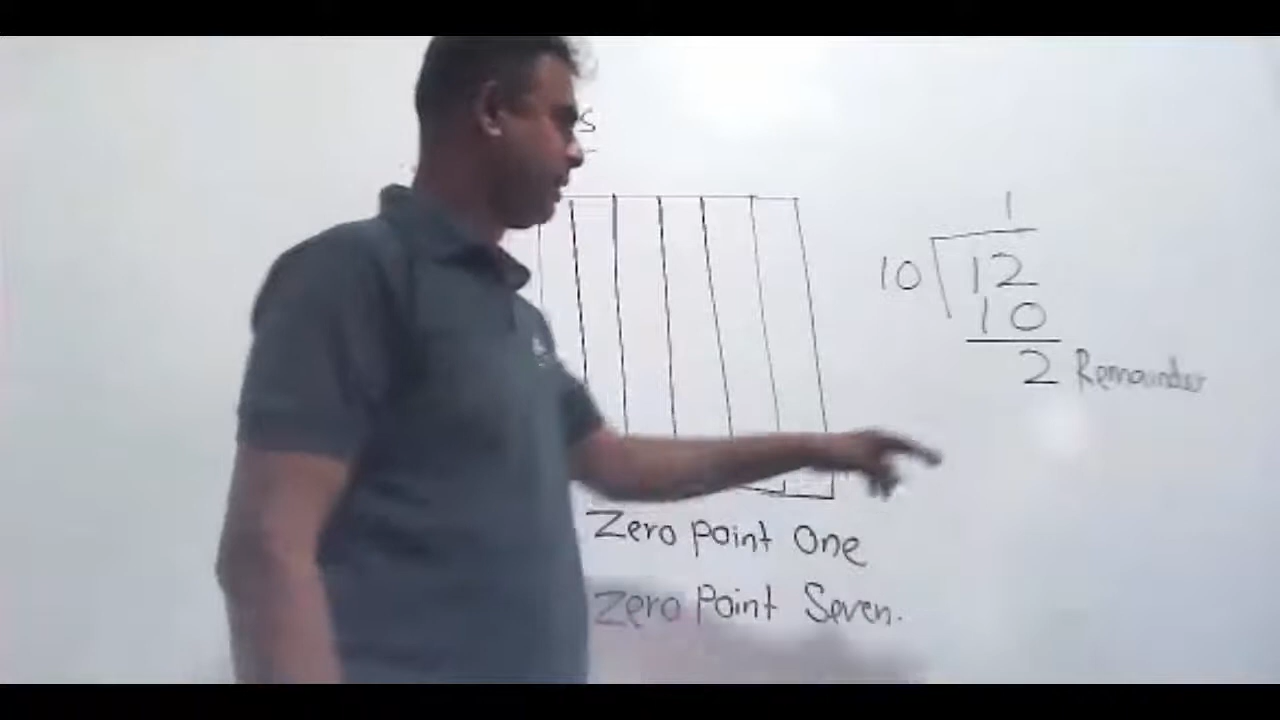 s
1
10 12
10
2 Remainder
Zero Point One
Zero Point Seven.